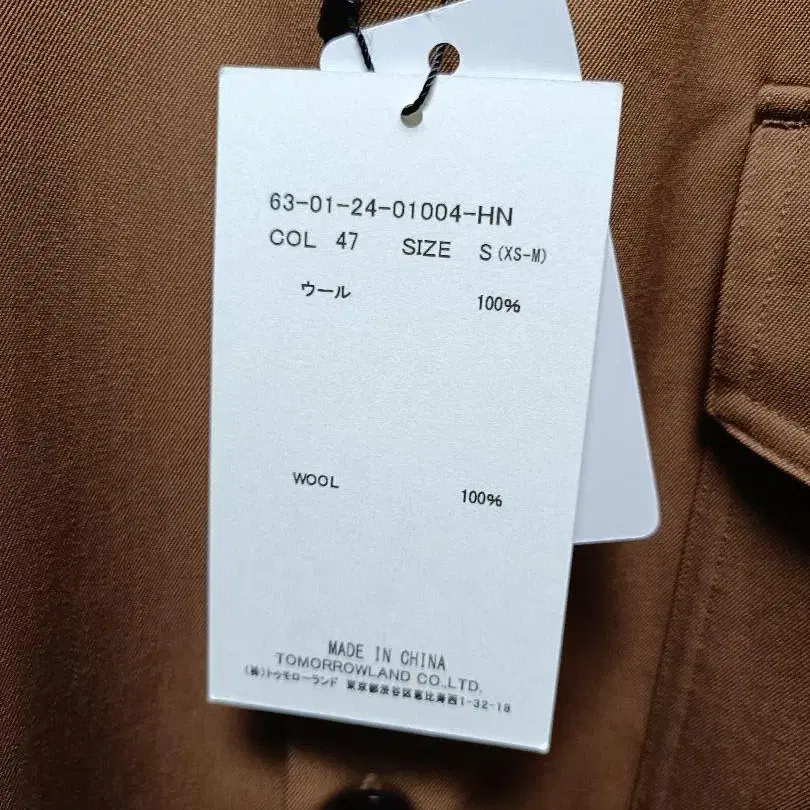 63-01-24-01004-HN
COL 47 SIZE S(XS-M)
ウール 100%
WOOL 100%
MADE IN CHINA
TOMORROWLAND CO.,LTD.
(株)トゥモローランド 東京都渋谷区恵比寿西1-32-18